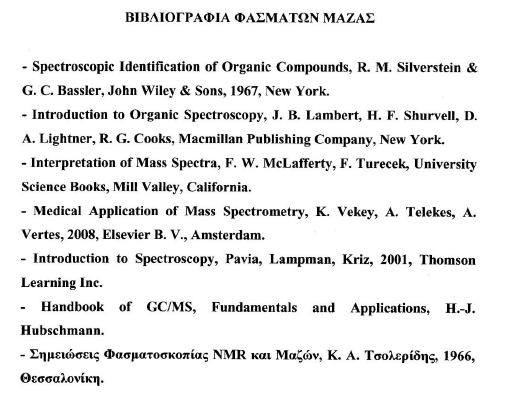 ΒΙΒΛΙΟΓΡΑΦΙΑ ΦΑΣΜΑΤΩΝ ΜΑΖΑΣ
- Spectroscopic Identification of Organic Compounds, R. M. Silverstein &
G. C. Bassler, John Wiley & Sons, 1967, New York.
- Introduction to Organic Spectroscopy, J. B. Lambert, H. F. Shurvell, D.
A. Lightner, R. G. Cooks, Macmillan Publishing Company, New York.
- Interpretation of Mass Spectra, F. W. McLafferty, F. Turecek, University
Science Books, Mill Valley, California.
- Medical Application of Mass Spectrometry, K. Vekey, A. Telekes, A.
Vertes, 2008, Elsevier B. V., Amsterdam.
- Introduction to Spectroscopy, Pavia, Lampman, Kriz, 2001, Thomson
Learning Inc.
- Handbook of GC/MS, Fundamentals and Applications, H.-J.
Hubschmann.
- Σημειώσεις Φασματοσκοπίας NMR και Μαζών, Κ. Α. Τσολερίδης, 1966,
Θεσσαλονίκη.